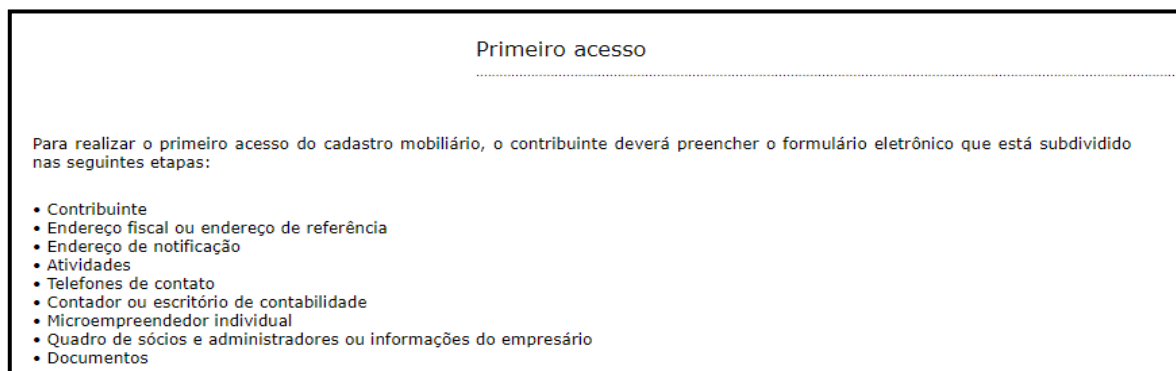 Primeiro acesso
Para realizar o primeiro acesso do cadastro mobiliário, o contribuinte deverá preencher o formulário eletrônico que está subdividido
nas seguintes etapas:
• Contribuinte
• Endereço fiscal ou endereço de referência
• Endereço de notificação
• Atividades
• Telefones de contato
• Contador ou escritório de contabilidade
• Microempreendedor individual
• Quadro de sócios e administradores ou informações do empresário
• Documentos